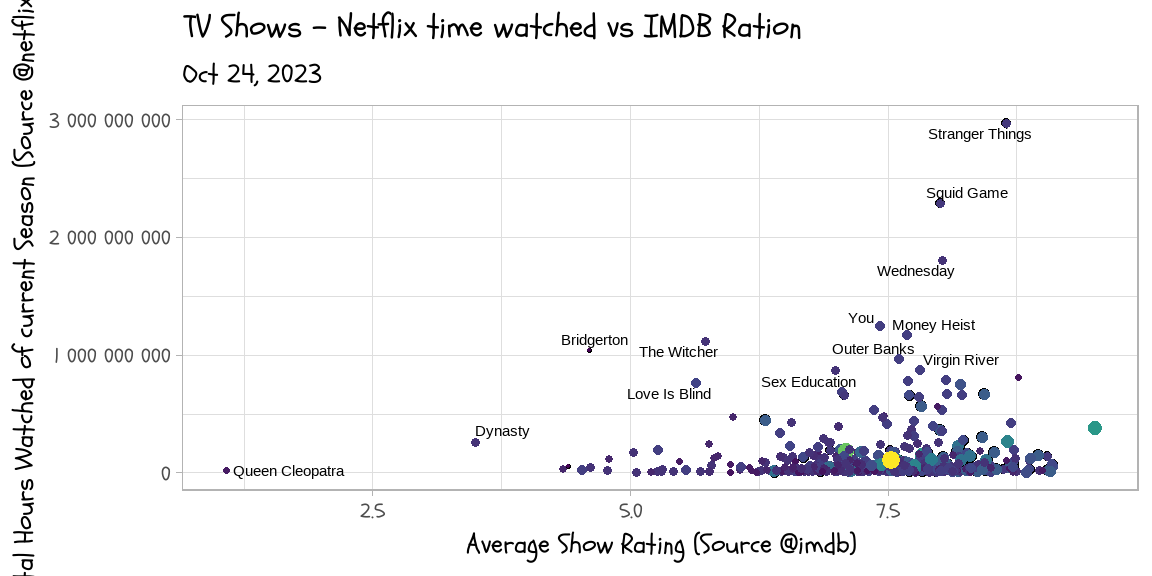 TV Shows – Netflix time watched vs IMDB Ration
Oct 24, 2023
tal Hours Watched of current Season (Source @netflix
3 000 000 000
2 000 000 000
1 000 000 000
0
Stranger Things
Squid Game
Wednesday
You
Money Heist
Bridgerton
The Witcher
Outer Banks
Virgin River
Sex Education
Love Is Blind
Dynasty
Queen Cleopatra
2.5
5.0
7.5
Average Show Rating (Source @imdb)